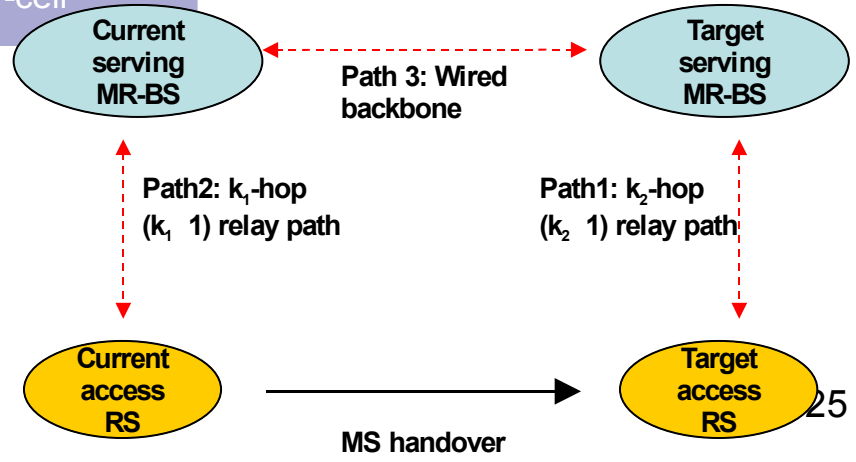 -cell
Current
serving
MR-BS
Target
serving
MR-BS
Path 3: Wired
backbone
Path2: k₁-hop
(k₁ 1) relay path
Path1: k₂-hop
(k₂ 1) relay path
Current
access
RS
Target
access
RS
25
MS handover